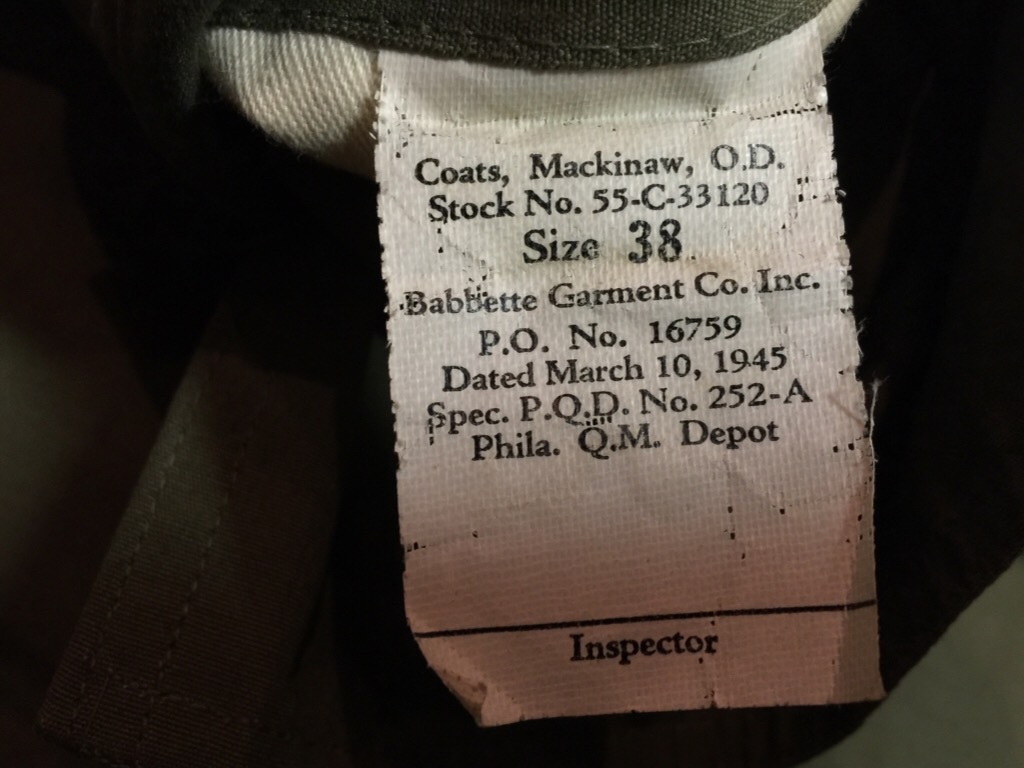 Coats, Mackinaw, O.D.
Stock No. 55-C-33120
Size 38
Babbette Garment Co. Inc.
P.O. No. 16759
Dated March 10, 1945
Spec. P.Q.D. No. 252-A
Phila. Q.M. Depot
Inspector